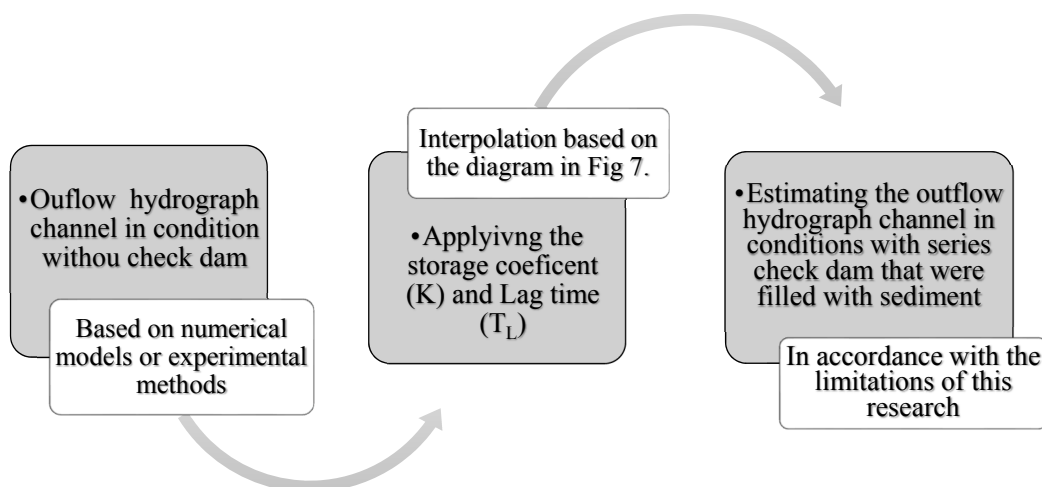 •Ouflow hydrograph
channel in condition
withou check dam
Based on numerical
models or experimental
methods
Interpolation based on
the diagram in Fig 7.
•Applyivng the
storage coeficent
(K) and Lag time
(T_L)
•Estimating the outflow
hydrograph channel in
conditions with series
check dam that were
filled with sediment
In accordance with the
limitations of this
research